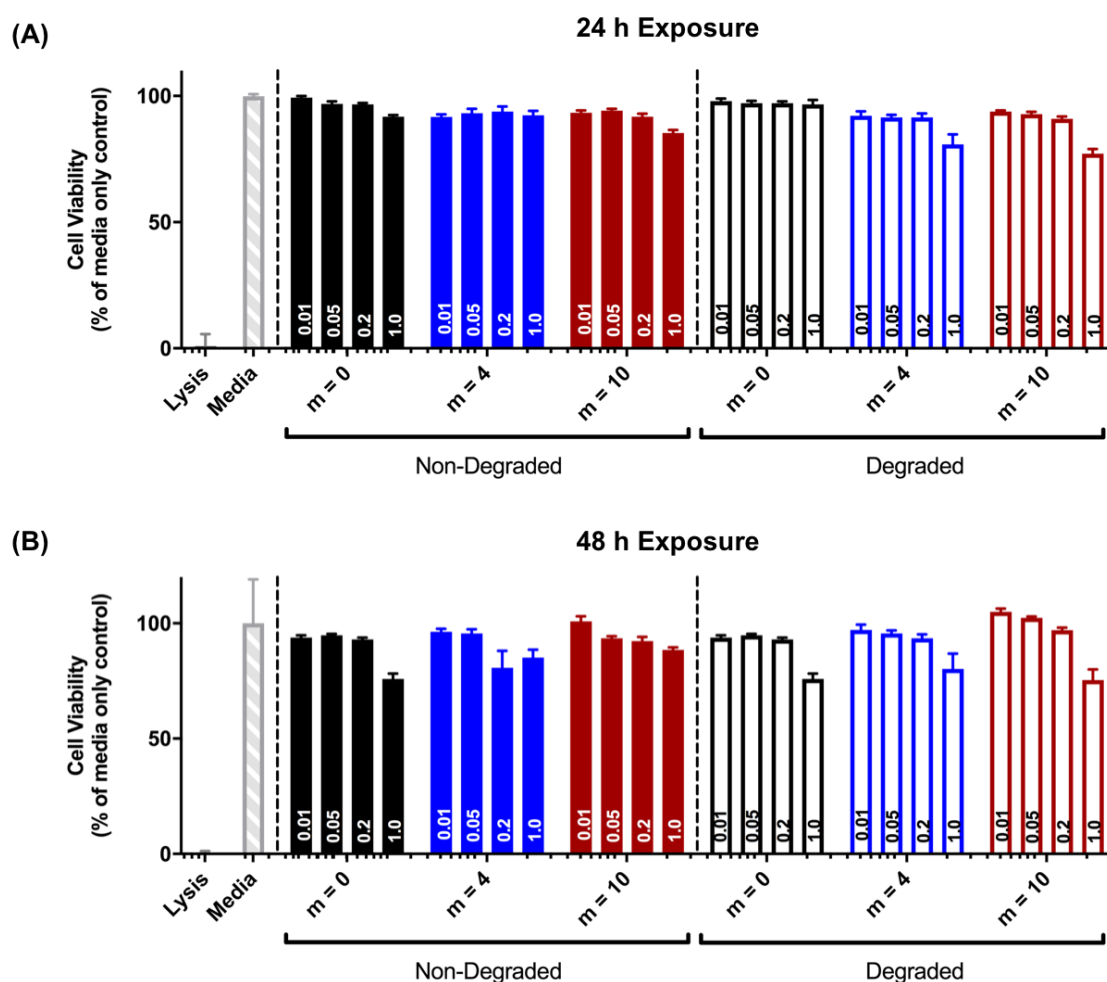 (A)
24 h Exposure
Cell Viability
(% of media only control)
100
50
0
0.01 0.05 0.2 1.0 0.01 0.05 0.2 1.0 0.01 0.05 0.2 1.0 0.01 0.05 0.2 1.0 0.01 0.05 0.2 1.0 0.01 0.05 0.2 1.0
Lysis Media m = 0 m = 4 m = 10 m = 0 m = 4 m = 10
Non-Degraded Degraded
(B)
48 h Exposure
Cell Viability
(% of media only control)
100
50
0
0.01 0.05 0.2 1.0 0.01 0.05 0.2 1.0 0.01 0.05 0.2 1.0 0.01 0.05 0.2 1.0 0.01 0.05 0.2 1.0 0.01 0.05 0.2 1.0
Lysis Media m = 0 m = 4 m = 10 m = 0 m = 4 m = 10
Non-Degraded Degraded